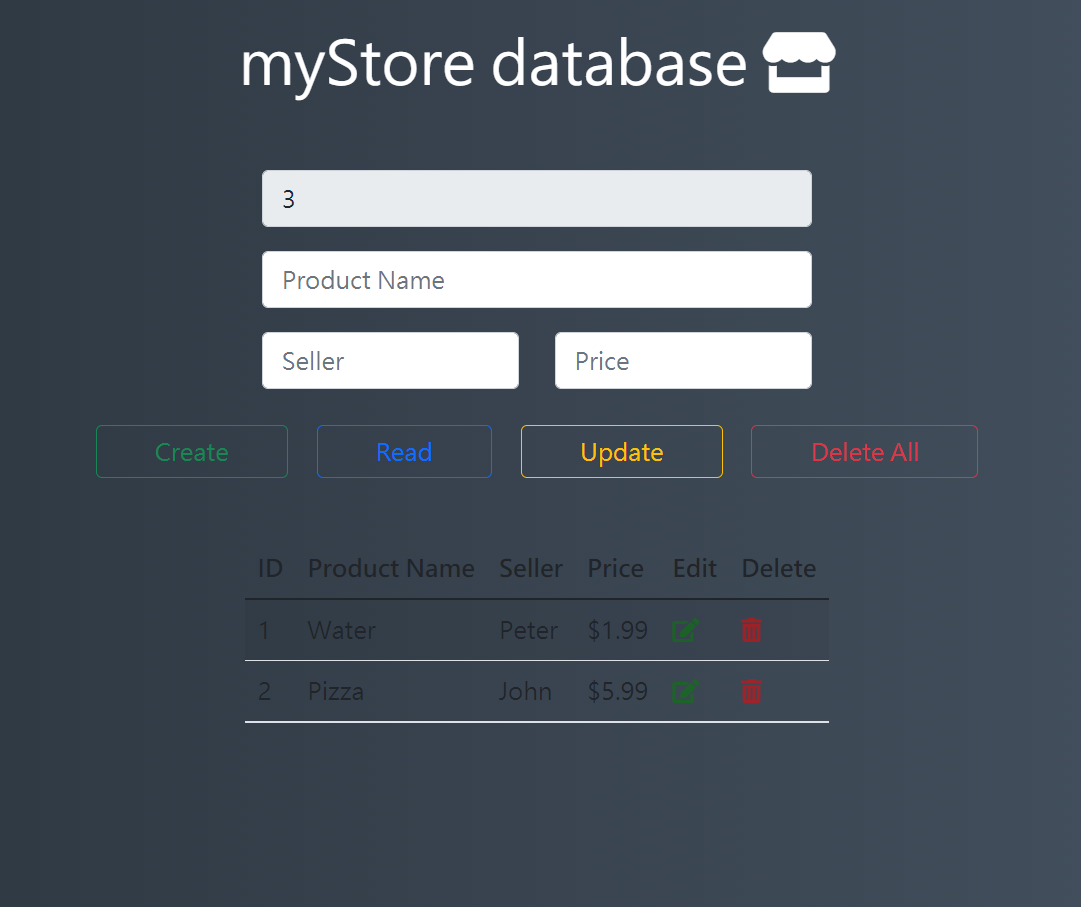 myStore database
3
Product Name
Seller Price
Create Read Update Delete All
ID Product Name Seller Price Edit Delete
1 Water Peter $1.99
2 Pizza John $5.99